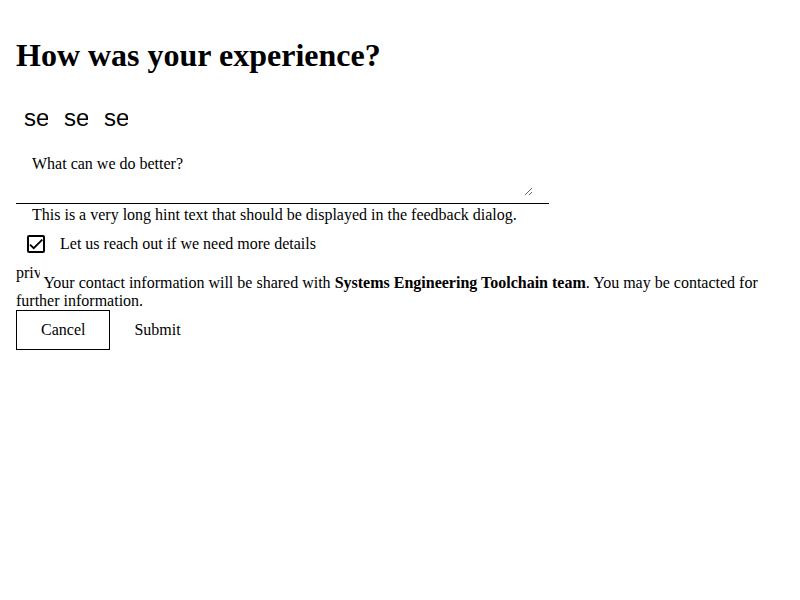 How was your experience?
se se se
What can we do better?
This is a very long hint text that should be displayed in the feedback dialog.
Let us reach out if we need more details
priv Your contact information will be shared with Systems Engineering Toolchain team. You may be contacted for
further information.
Cancel Submit